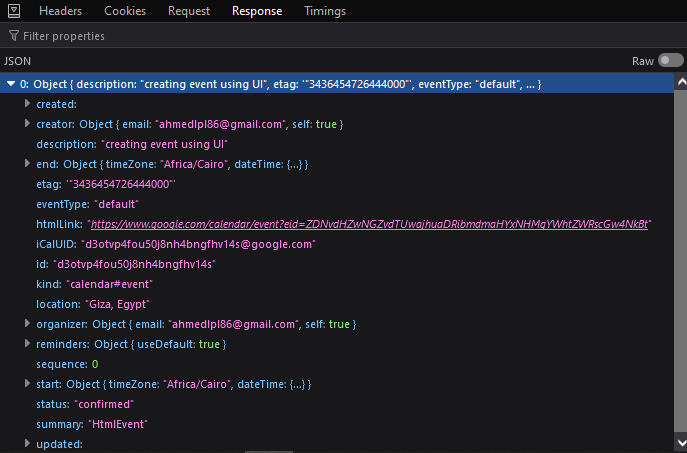 Headers Cookies Request Response Timings
Filter properties
JSON Raw
0: Object { description: "creating event using UI", etag: '"3436454726444000"', eventType: "default", ... }
created:
creator: Object { email: "ahmedlpl86@gmail.com", self: true }
description: "creating event using UI"
end: Object { timeZone: "Africa/Cairo", dateTime: {...} }
etag: '"3436454726444000"'
eventType: "default"
htmlLink: "https://www.google.com/calendar/event?eid=ZDNvdHZwNGZvdTUwajhuaDRibmdmaHYxNHMgYWhtZWRscGw4NkBt"
iCalUID: "d3otvp4fou50j8nh4bngfhv14s@google.com"
id: "d3otvp4fou50j8nh4bngfhv14s"
kind: "calendar#event"
location: "Giza, Egypt"
organizer: Object { email: "ahmedlpl86@gmail.com", self: true }
reminders: Object { useDefault: true }
sequence: 0
start: Object { timeZone: "Africa/Cairo", dateTime: {...} }
status: "confirmed"
summary: "HtmlEvent"
updated: